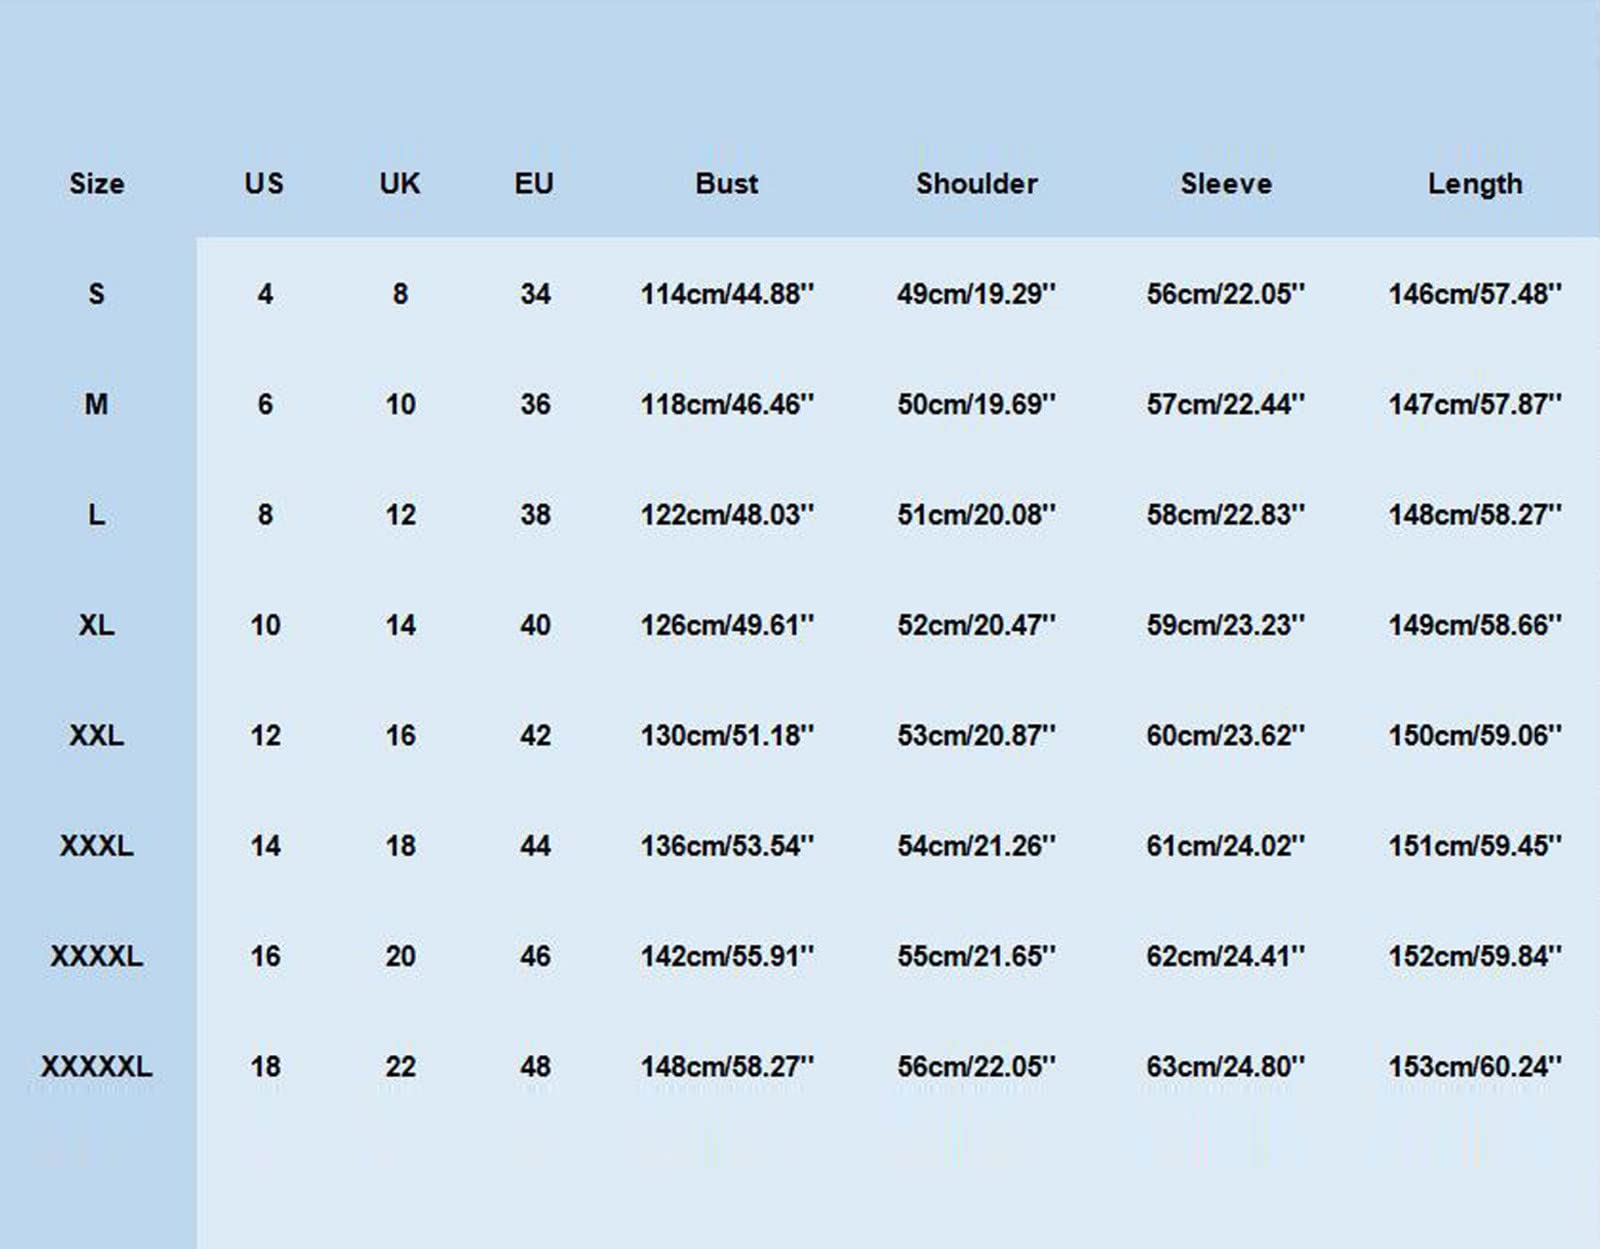 Size US UK EU Bust Shoulder Sleeve Length
S 4 8 34 114cm/44.88'' 49cm/19.29'' 56cm/22.05'' 146cm/57.48''
M 6 10 36 118cm/46.46'' 50cm/19.69'' 57cm/22.44'' 147cm/57.87''
L 8 12 38 122cm/48.03'' 51cm/20.08'' 58cm/22.83'' 148cm/58.27''
XL 10 14 40 126cm/49.61'' 52cm/20.47'' 59cm/23.23'' 149cm/58.66''
XXL 12 16 42 130cm/51.18'' 53cm/20.87'' 60cm/23.62'' 150cm/59.06''
XXXL 14 18 44 136cm/53.54'' 54cm/21.26'' 61cm/24.02'' 151cm/59.45''
XXXXL 16 20 46 142cm/55.91'' 55cm/21.65'' 62cm/24.41'' 152cm/59.84''
XXXXXL 18 22 48 148cm/58.27'' 56cm/22.05'' 63cm/24.80'' 153cm/60.24''